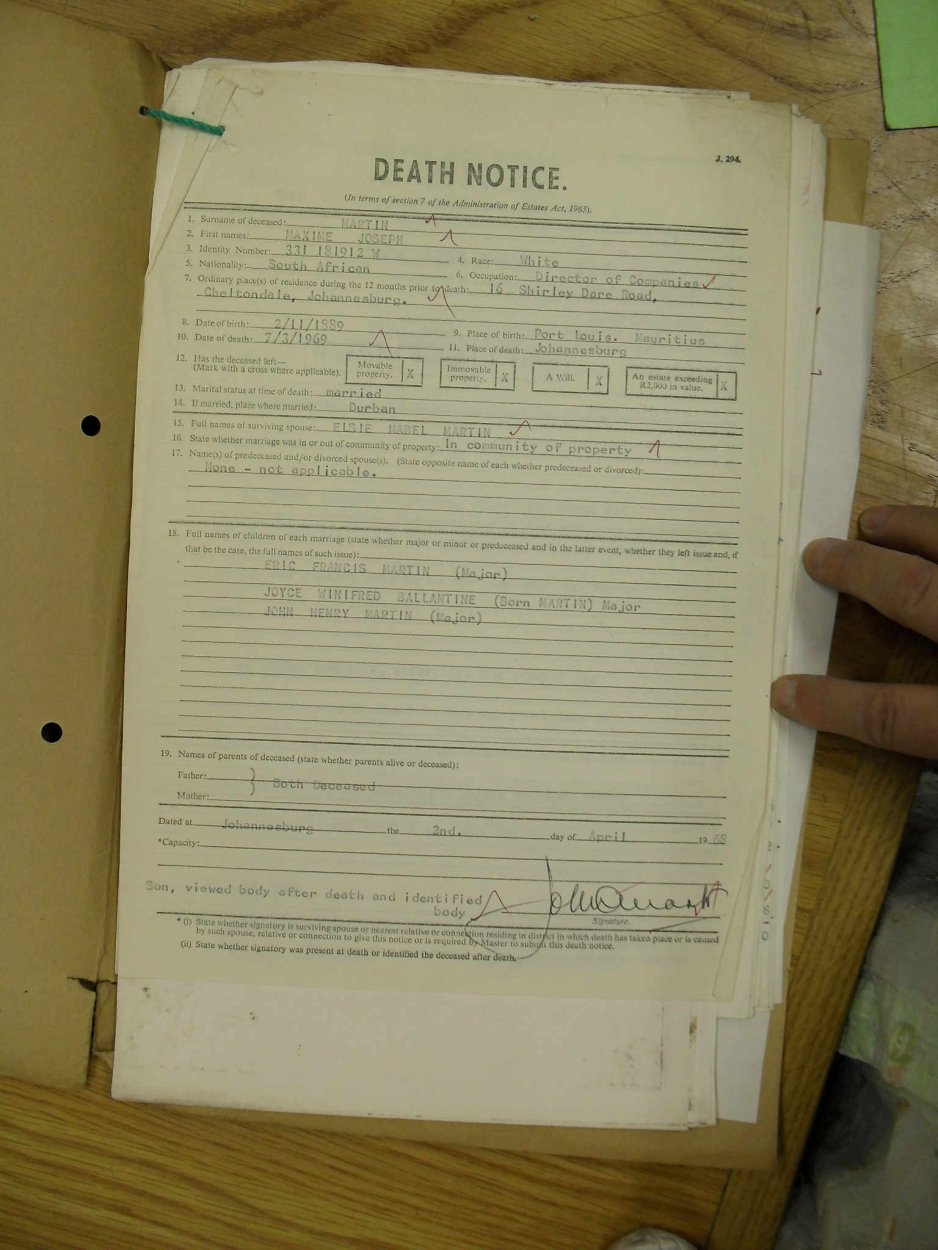 J. 294.
DEATH NOTICE.
(In terms of section 7 of the Administration of Estates Act, 1965).
1. Surname of deceased: MARTIN
2. First names: MAXIME JOSEPH
3. Identity Number: 331 181912 W 4. Race: White
5. Nationality: South African 6. Occupation: Director of Companies
7. Ordinary place(s) of residence during the 12 months prior to death: 16 Shirley Dare Road,
Cheltondale, Johannesburg.
8. Date of birth: 2/11/1889 9. Place of birth: Port Louis. Mauritius
10. Date of death: 7/3/1969 11. Place of death: Johannesburg
12. Has the deceased left— (Mark with a cross where applicable). Movable property. X Immovable property. X A Will. X An estate exceeding R2,000 in value. X
13. Marital status at time of death: married
14. If married, place where married: Durban
15. Full names of surviving spouse: ELSIE MABEL MARTIN
16. State whether marriage was in or out of community of property: In community of property
17. Name(s) of predeceased and/or divorced spouse(s). (State opposite name of each whether predeceased or divorced):
None - not applicable.
18. Full names of children of each marriage (state whether major or minor or predeceased and in the latter event, whether they left issue and, if
that be the case, the full names of such issue):
ERIC FRANCIS MARTIN (Major)
JOYCE WINIFRED BALLANTINE (Born MARTIN) Major
JOHN HENRY MARTIN (Major)
19. Names of parents of deceased (state whether parents alive or deceased):
Father: } Both Deceased
Mother:
Dated at Johannesburg the 2nd. day of April 1968
*Capacity:
Son, viewed body after death and identified
body
Signature.
* (i) State whether signatory is surviving spouse or nearest relative or connection residing in district in which death has taken place or is caused
by such spouse, relative or connection to give this notice or is required by Master to submit this death notice.
(ii) State whether signatory was present at death or identified the deceased after death.